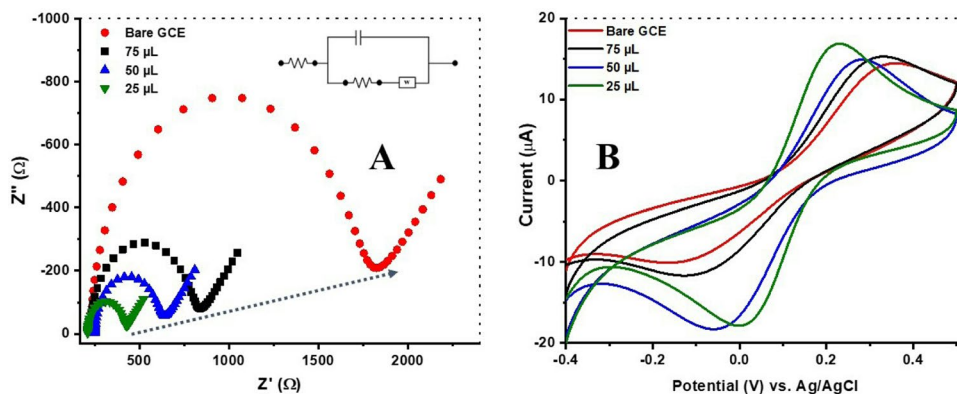 Bare GCE
75 µL
50 µL
25 µL
W
A
-1000
-800
-600
-400
-200
0
Z'' (Ω)
500
1000
1500
2000
Z' (Ω)
Bare GCE
75 µL
50 µL
25 µL
B
20
10
0
-10
-20
Current (µA)
-0.4
-0.2
0.0
0.2
0.4
Potential (V) vs. Ag/AgCl